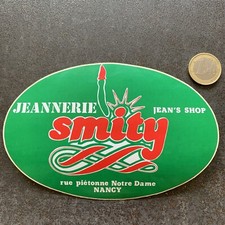 JEANNERIE
JEAN'S SHOP
smity
rue piétonne Notre Dame
NANCY